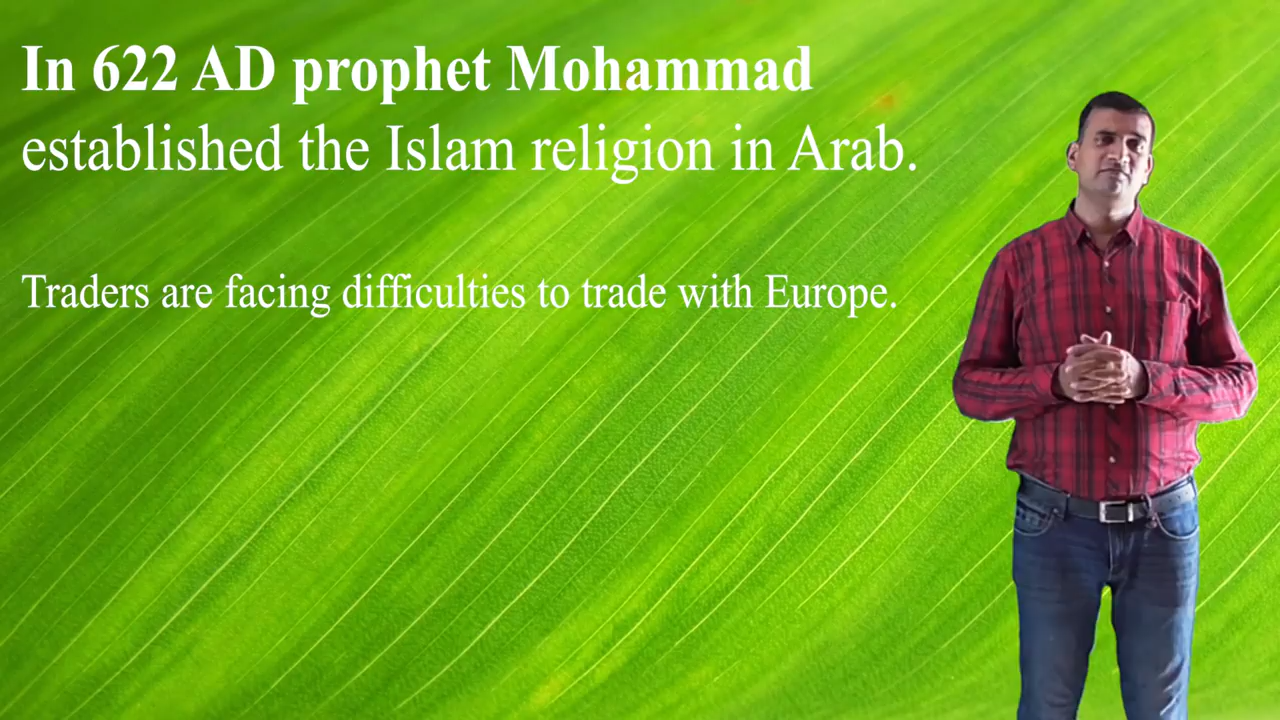 In 622 AD prophet Mohammad
established the Islam religion in Arab.
Traders are facing difficulties to trade with Europe.